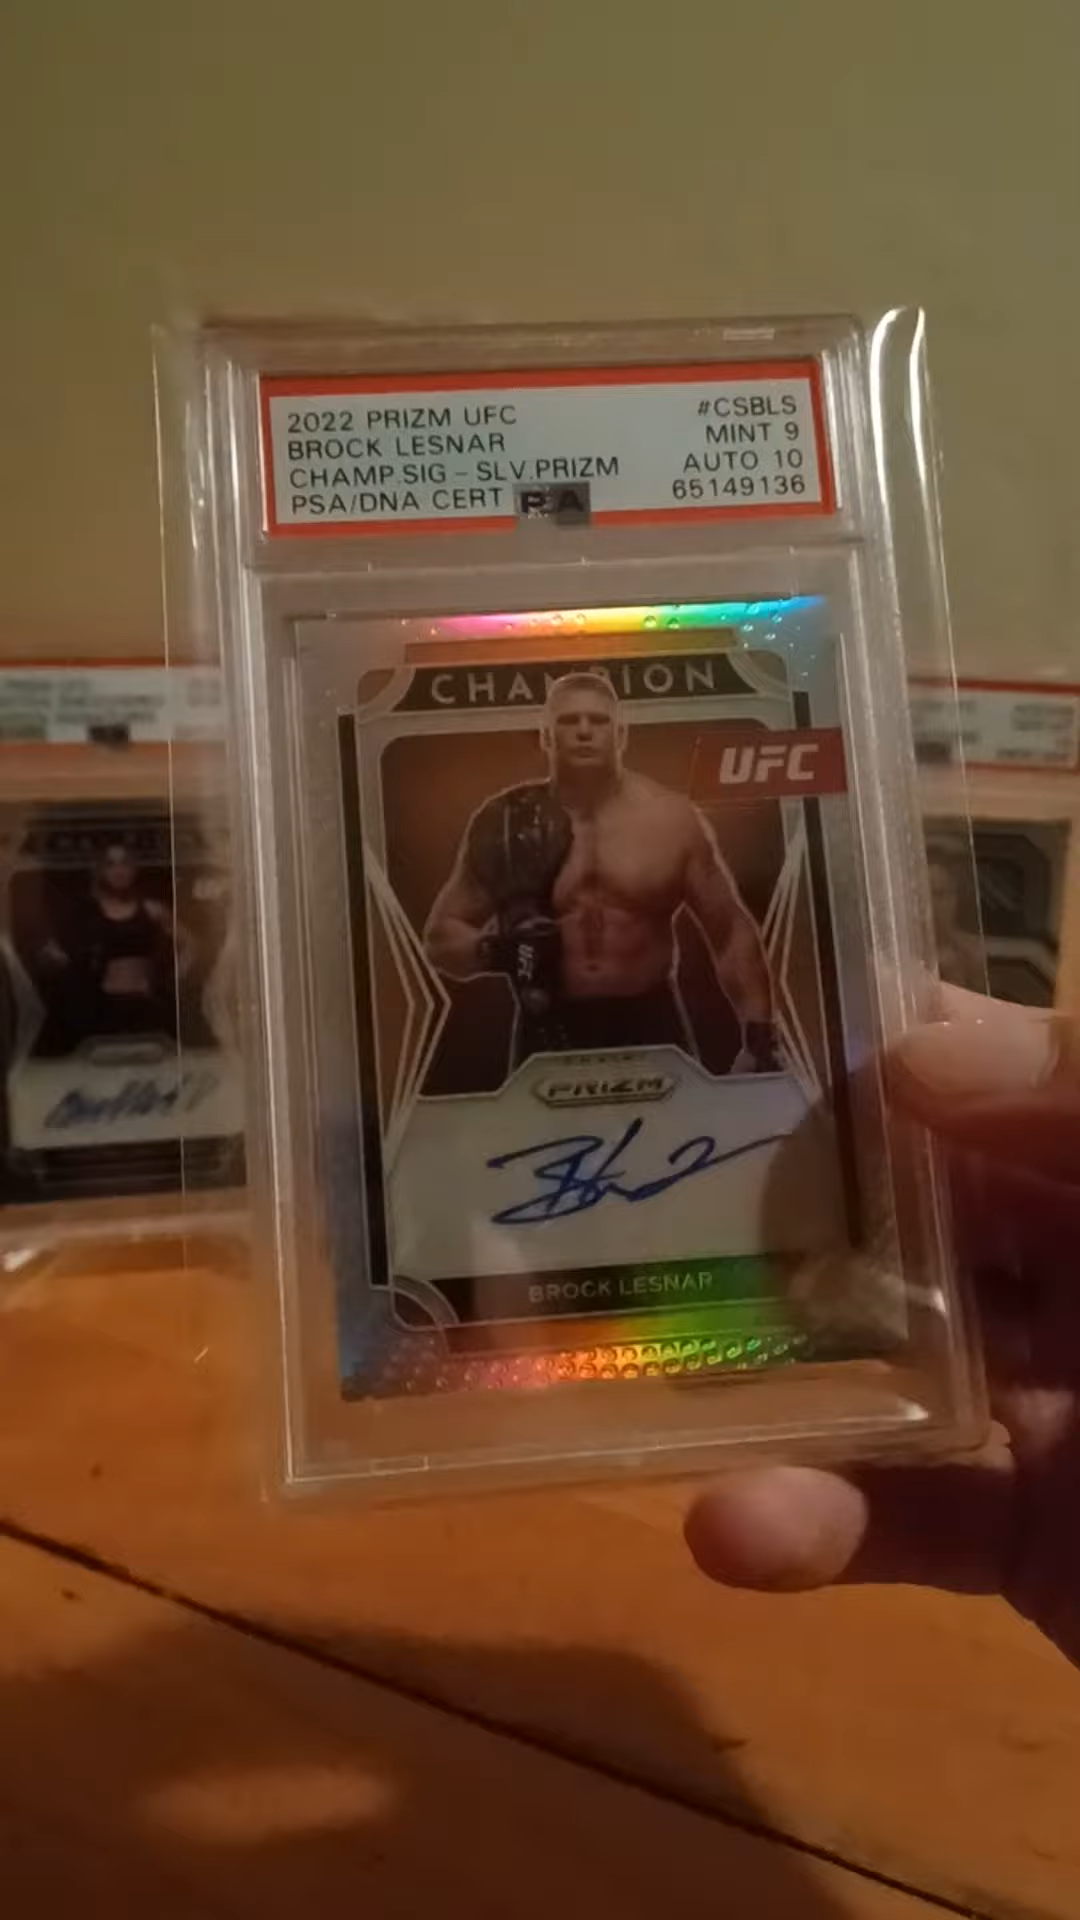 2022 PRIZM UFC #CSBLS
BROCK LESNAR MINT 9
CHAMP.SIG - SLV.PRIZM AUTO 10
PSA/DNA CERT PSA 65149136
CHAMPION
UFC
UFC
PRIZM
BROCK LESNAR